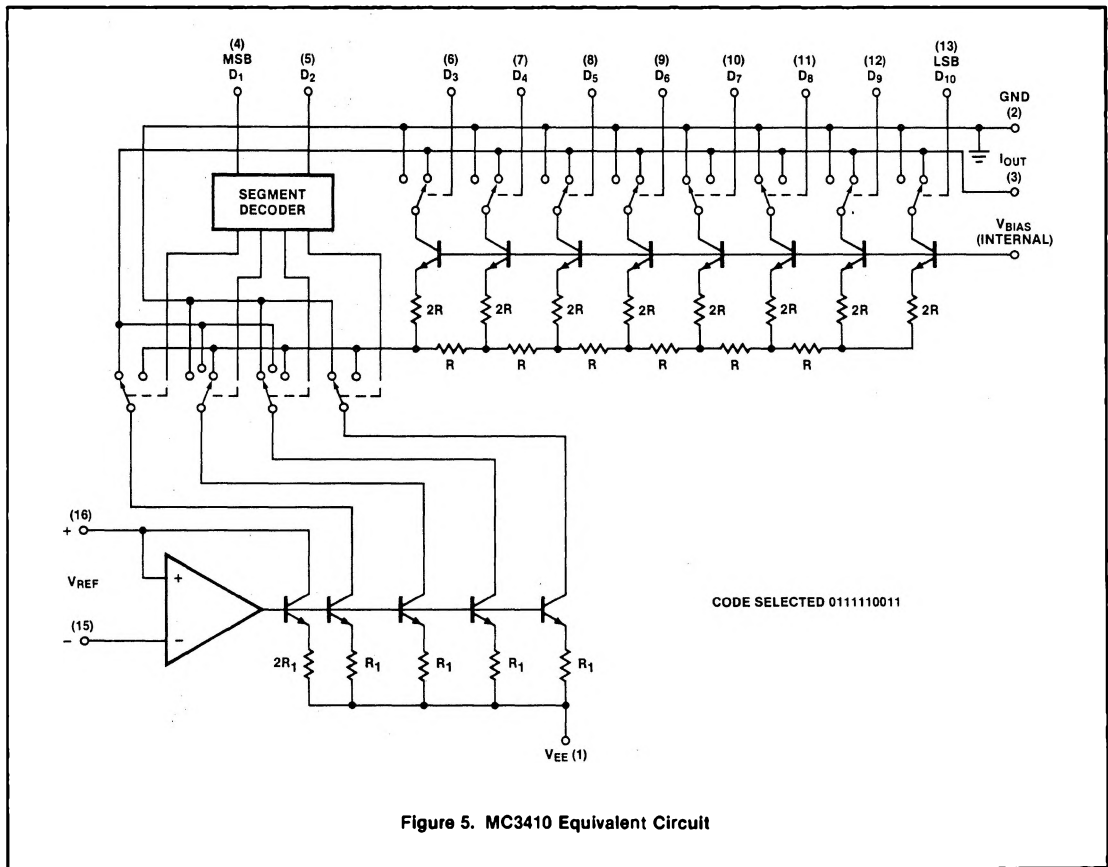 (4) (5) (6) (7) (8) (9) (10) (11) (12) (13)
MSB LSB
D1 D2 D3 D4 D5 D6 D7 D8 D9 D10
GND
(2)
IOUT
(3)
SEGMENT
DECODER
VBIAS
(INTERNAL)
2R 2R 2R 2R 2R 2R 2R 2R
R R R R R R
(16)
+
VREF
+
CODE SELECTED 0111110011
(15)
-
-
2R1 R1 R1 R1 R1
VEE (1)
Figure 5. MC3410 Equivalent Circuit